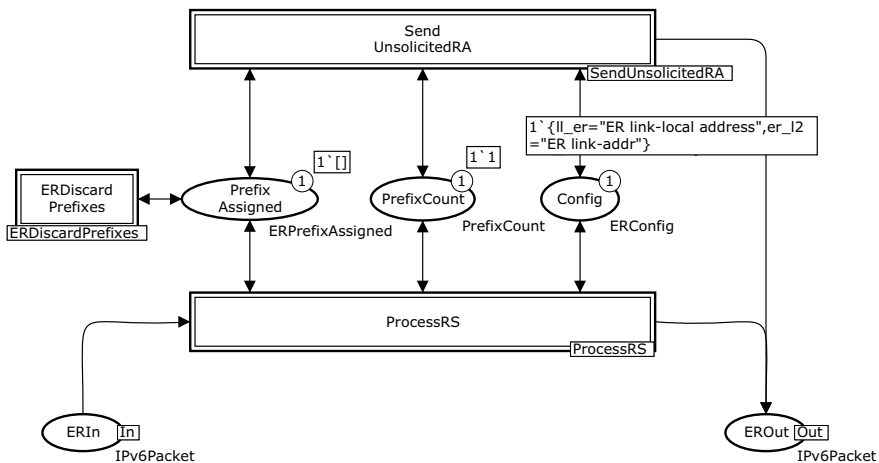 Send
UnsolicitedRA
SendUnsolicitedRA
1`{ll_er="ER link-local address",er_l2
="ER link-addr"}
1`[]
1`1
1
1
1
ERDiscard
Prefixes
Prefix
Assigned
PrefixCount
Config
ERDiscardPrefixes
ERPrefixAssigned
PrefixCount
ERConfig
ProcessRS
ProcessRS
ERIn
In
IPv6Packet
EROut
Out
IPv6Packet